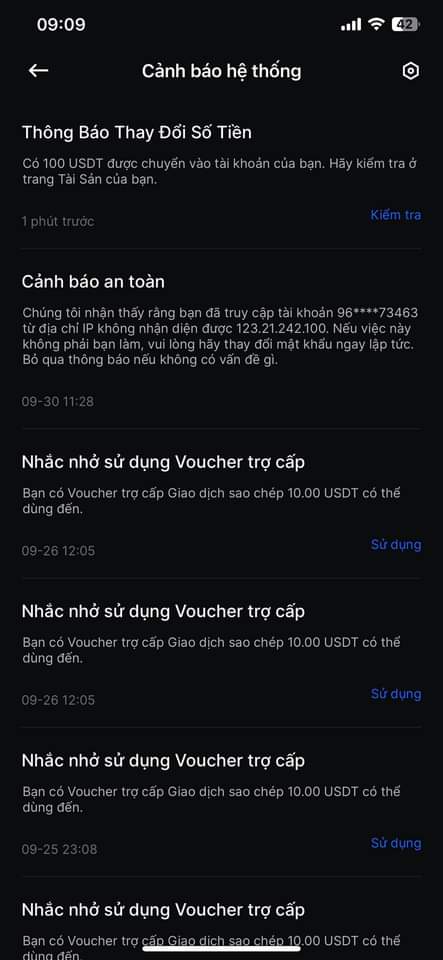 09:09
42
Cảnh báo hệ thống
Thông Báo Thay Đổi Số Tiền
Có 100 USDT được chuyển vào tài khoản của bạn. Hãy kiểm tra ở
trang Tài Sản của bạn.
1 phút trước
Kiểm tra
Cảnh báo an toàn
Chúng tôi nhận thấy rằng bạn đã truy cập tài khoản 96****73463
từ địa chỉ IP không nhận diện được 123.21.242.100. Nếu việc này
không phải bạn làm, vui lòng hãy thay đổi mật khẩu ngay lập tức.
Bỏ qua thông báo nếu không có vấn đề gì.
09-30 11:28
Nhắc nhở sử dụng Voucher trợ cấp
Bạn có Voucher trợ cấp Giao dịch sao chép 10.00 USDT có thể
dùng đến.
09-26 12:05
Sử dụng
Nhắc nhở sử dụng Voucher trợ cấp
Bạn có Voucher trợ cấp Giao dịch sao chép 10.00 USDT có thể
dùng đến.
09-26 12:05
Sử dụng
Nhắc nhở sử dụng Voucher trợ cấp
Bạn có Voucher trợ cấp Giao dịch sao chép 10.00 USDT có thể
dùng đến.
09-25 23:08
Sử dụng
Nhắc nhở sử dụng Voucher trợ cấp
Bạn có Voucher trợ cấp Giao dịch sao chép 10.00 USDT có thể
dùng đến.